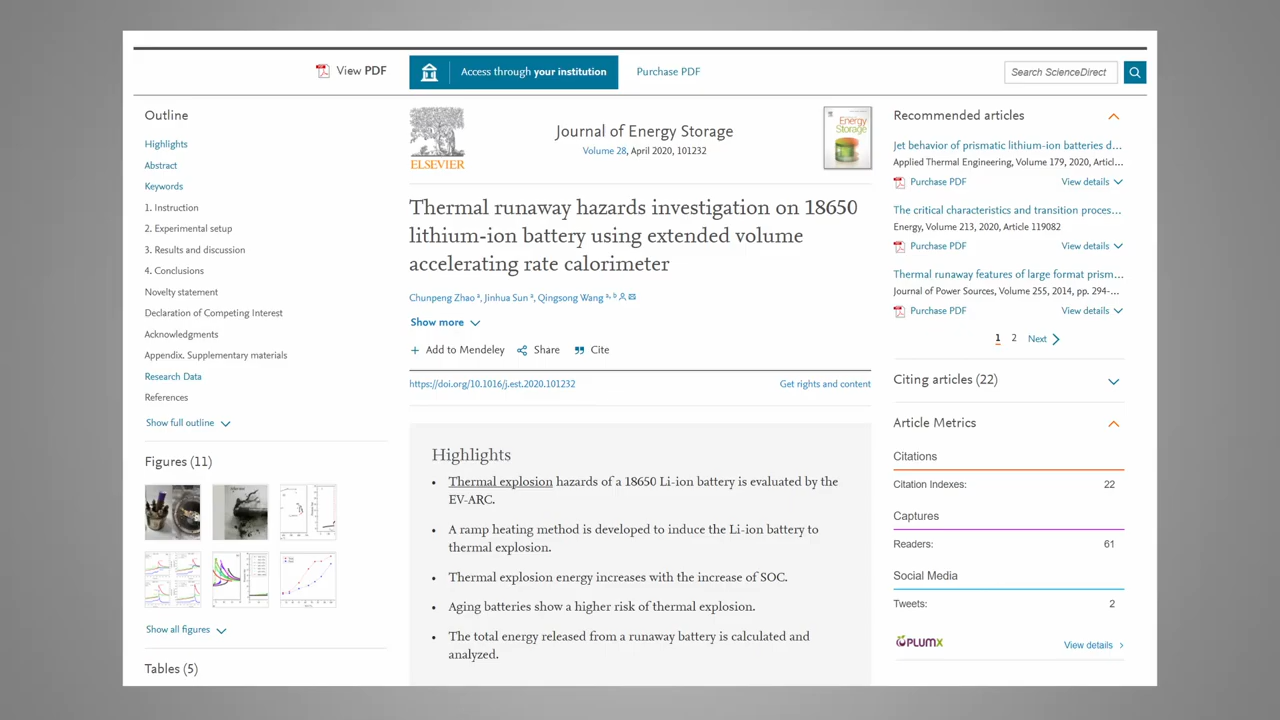 View PDF
Access through your institution
Purchase PDF
Search ScienceDirect
Outline
Highlights
Abstract
Keywords
1. Instruction
2. Experimental setup
3. Results and discussion
4. Conclusions
Novelty statement
Declaration of Competing Interest
Acknowledgments
Appendix. Supplementary materials
Research Data
References
Show full outline
Figures (11)
Show all figures
Tables (5)
ELSEVIER
Journal of Energy Storage
Volume 28, April 2020, 101232
Energy
Storage
Thermal runaway hazards investigation on 18650
lithium-ion battery using extended volume
accelerating rate calorimeter
Chunpeng Zhao a, Jinhua Sun a, Qingsong Wang a, b
Show more
+ Add to Mendeley
Share
Cite
https://doi.org/10.1016/j.est.2020.101232
Get rights and content
Highlights
• Thermal explosion hazards of a 18650 Li-ion battery is evaluated by the
EV-ARC.
• A ramp heating method is developed to induce the Li-ion battery to
thermal explosion.
• Thermal explosion energy increases with the increase of SOC.
• Aging batteries show a higher risk of thermal explosion.
• The total energy released from a runaway battery is calculated and
analyzed.
Recommended articles
Jet behavior of prismatic lithium-ion batteries d...
Applied Thermal Engineering, Volume 179, 2020, Articl...
Purchase PDF
View details
The critical characteristics and transition proces...
Energy, Volume 213, 2020, Article 119082
Purchase PDF
View details
Thermal runaway features of large format prism...
Journal of Power Sources, Volume 255, 2014, pp. 294-...
Purchase PDF
View details
1 2 Next
Citing articles (22)
Article Metrics
Citations
Citation Indexes: 22
Captures
Readers: 61
Social Media
Tweets: 2
PLUMX
View details